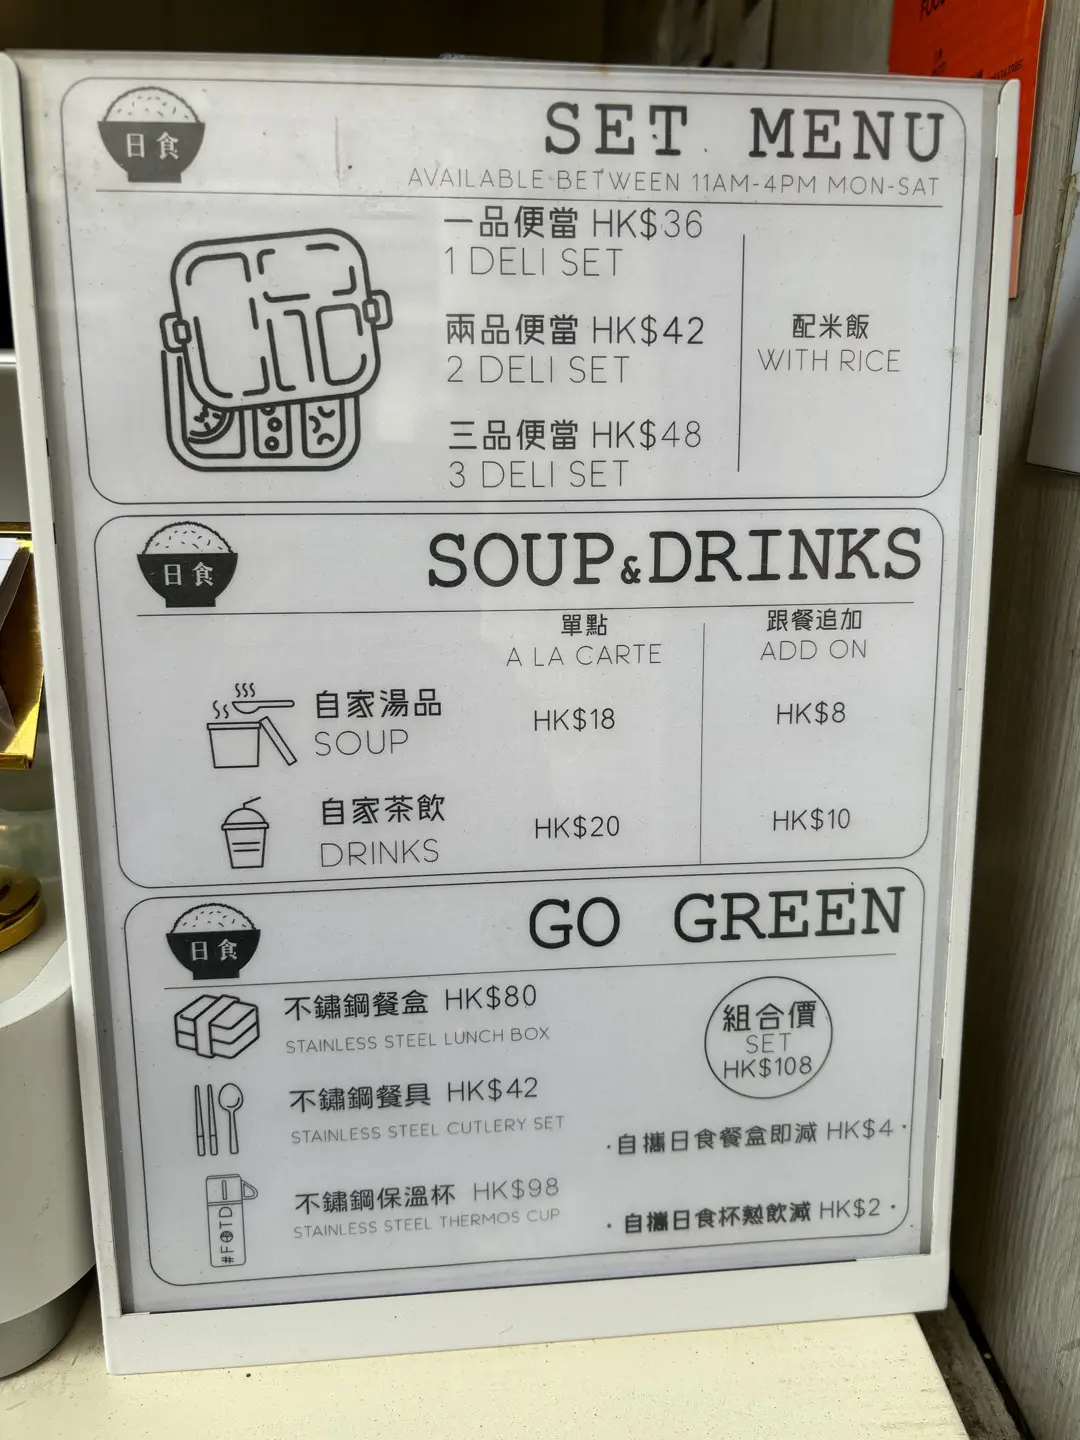 日食
SET MENU
AVAILABLE BETWEEN 11AM-4PM MON-SAT
一品便當 HK$36
1 DELI SET
兩品便當 HK$42
2 DELI SET
三品便當 HK$48
3 DELI SET
配米飯
WITH RICE
日食
SOUP&DRINKS
單點
A LA CARTE
跟餐追加
ADD ON
自家湯品
SOUP
HK$18
HK$8
自家茶飲
DRINKS
HK$20
HK$10
日食
GO GREEN
不鏽鋼餐盒 HK$80
STAINLESS STEEL LUNCH BOX
不鏽鋼餐具 HK$42
STAINLESS STEEL CUTLERY SET
不鏽鋼保溫杯 HK$98
STAINLESS STEEL THERMOS CUP
#FOTD
組合價
SET
HK$108
·自攜日食餐盒即減 HK$4·
·自攜日食杯熱飲減 HK$2·